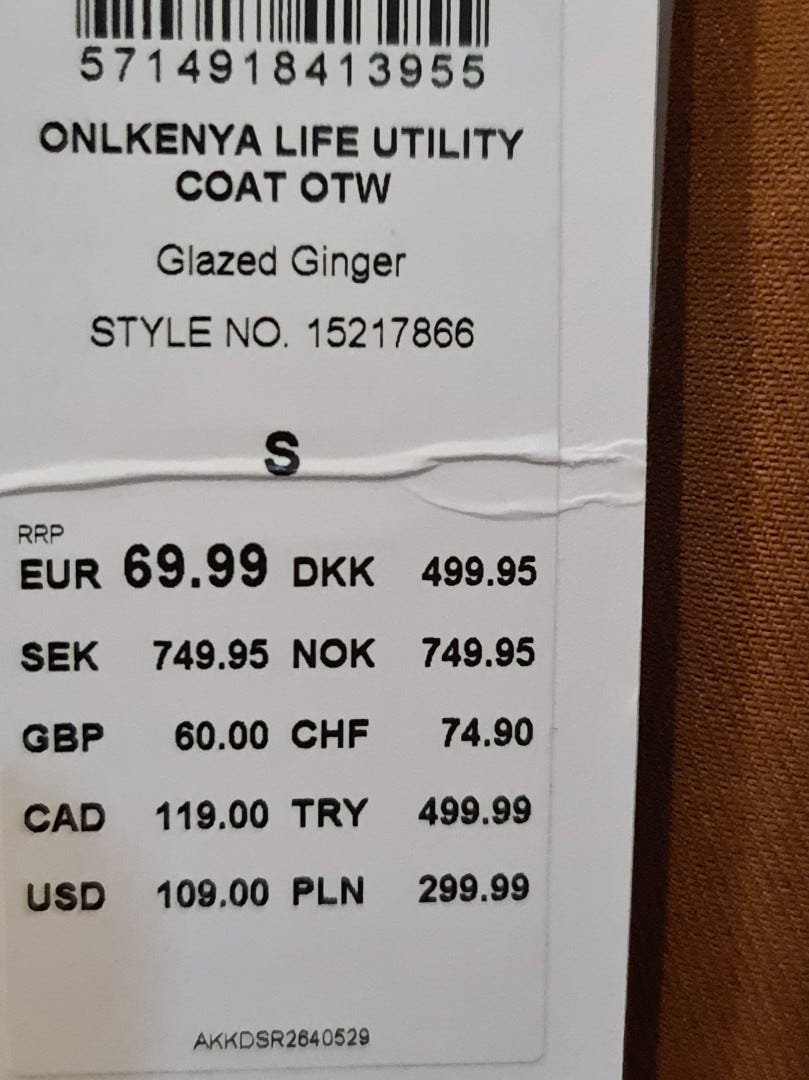 5714918413955
ONLKENYA LIFE UTILITY
COAT OTW
Glazed Ginger
STYLE NO. 15217866
S
RRP
EUR 69.99 DKK 499.95
SEK 749.95 NOK 749.95
GBP 60.00 CHF 74.90
CAD 119.00 TRY 499.99
USD 109.00 PLN 299.99
AKKDSR2640529